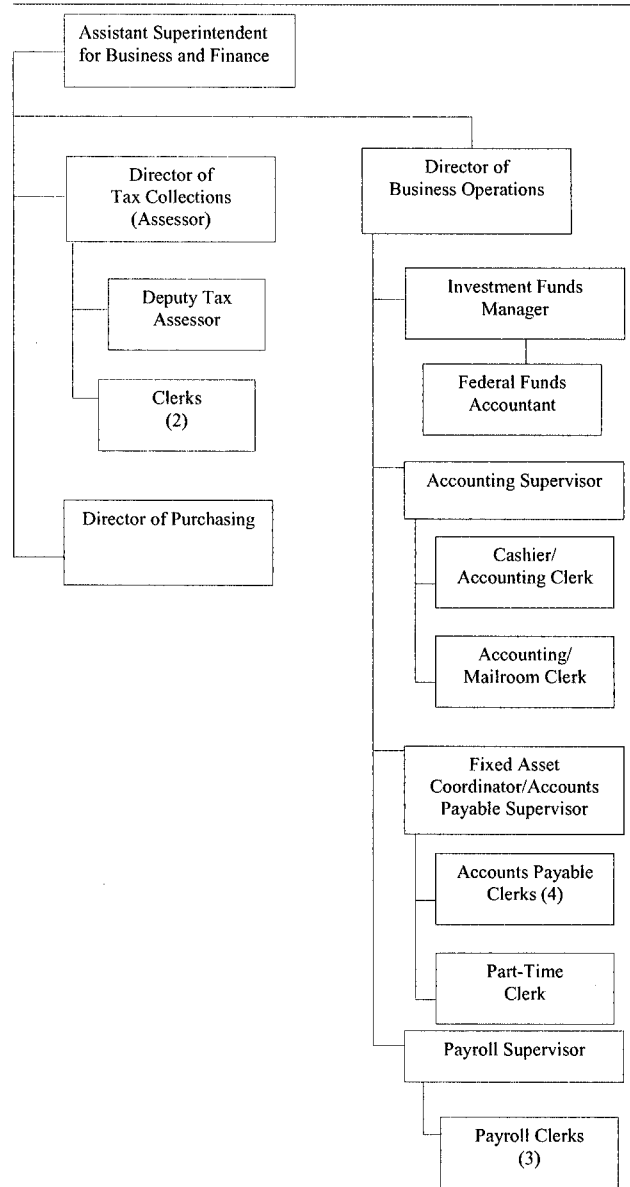 Assistant Superintendent
for Business and Finance
Director of
Tax Collections
(Assessor)
Deputy Tax
Assessor
Clerks
(2)
Director of Purchasing
Director of
Business Operations
Investment Funds
Manager
Federal Funds
Accountant
Accounting Supervisor
Cashier/
Accounting Clerk
Accounting/
Mailroom Clerk
Fixed Asset
Coordinator/Accounts
Payable Supervisor
Accounts Payable
Clerks (4)
Part-Time
Clerk
Payroll Supervisor
Payroll Clerks
(3)